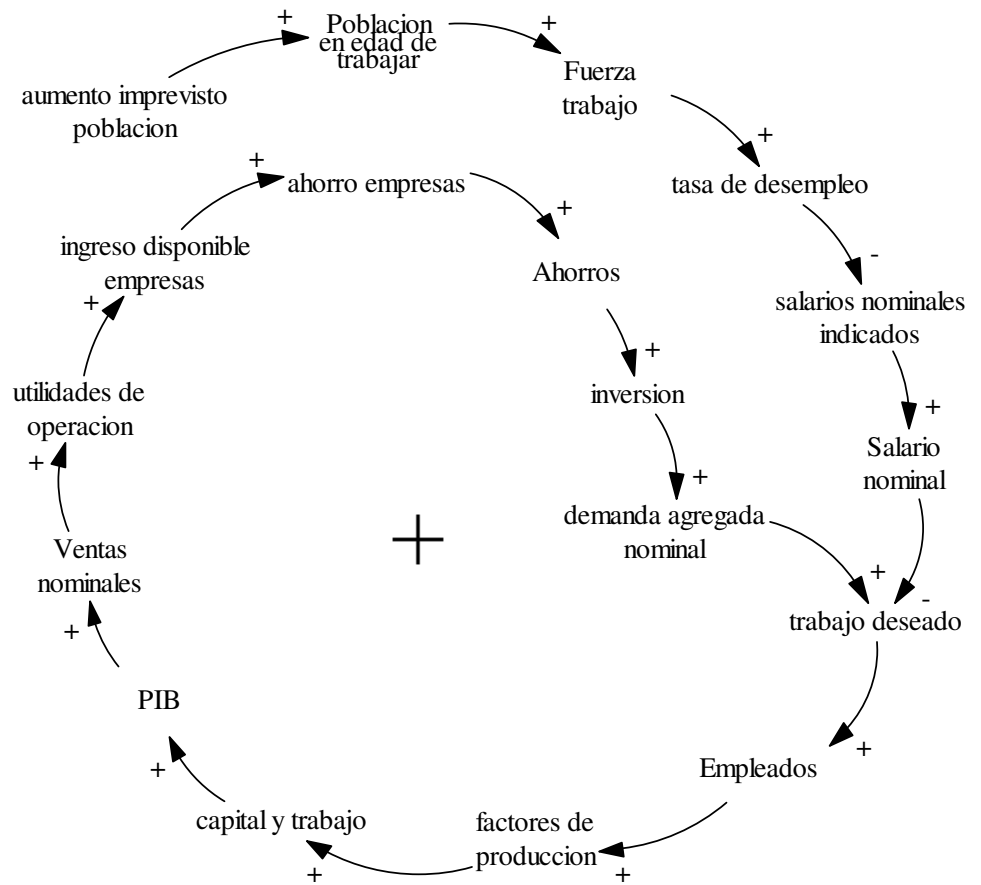 +
Poblacion
en edad de
trabajar
+
Fuerza
trabajo
aumento imprevisto
poblacion
+
+
ahorro empresas
tasa de desempleo
+
ingreso disponible
empresas
Ahorros
-
salarios nominales
indicados
+
+
utilidades de
operacion
inversion
+
Salario
nominal
+
+
demanda agregada
nominal
+
Ventas
nominales
+
-
trabajo deseado
+
PIB
+
Empleados
+
capital y trabajo
factores de
produccion
+
+